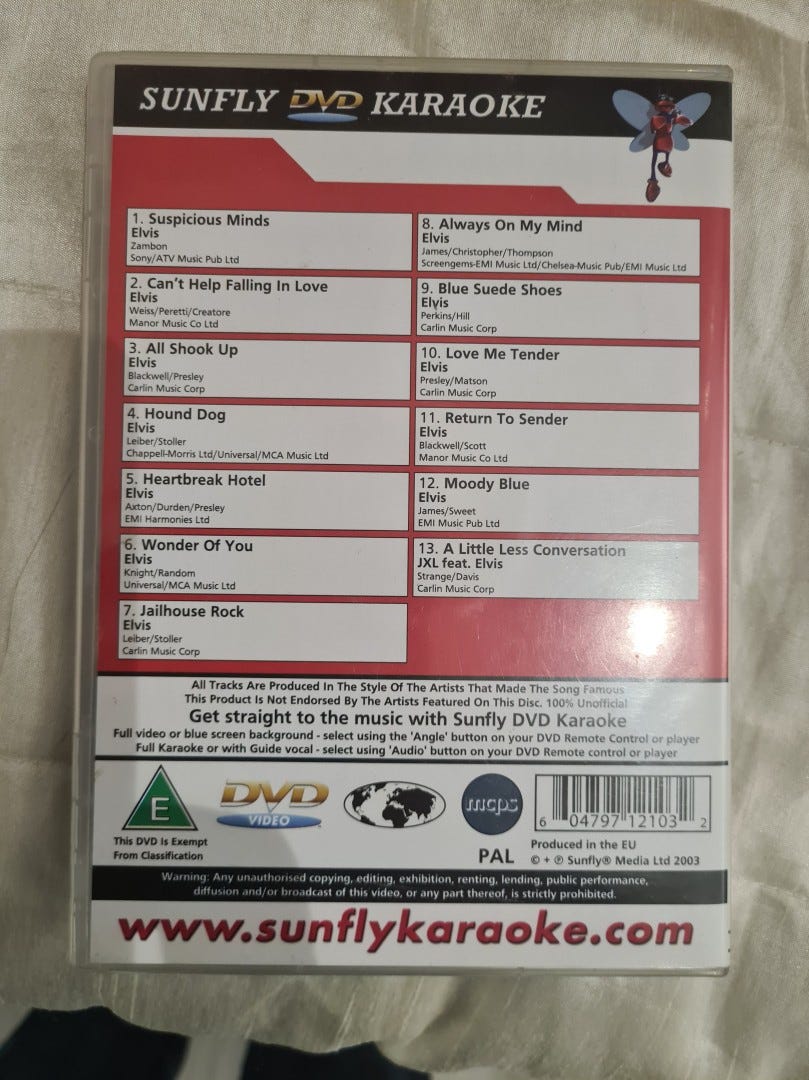 SUNFLY DVD KARAOKE
1. Suspicious Minds
Elvis
Zambon
Sony/ATV Music Pub Ltd
2. Can't Help Falling In Love
Elvis
Weiss/Peretti/Creatore
Manor Music Co Ltd
3. All Shook Up
Elvis
Blackwell/Presley
Carlin Music Corp
4. Hound Dog
Elvis
Leiber/Stoller
Chappell-Morris Ltd/Universal/MCA Music Ltd
5. Heartbreak Hotel
Elvis
Axton/Durden/Presley
EMI Harmonies Ltd
6. Wonder Of You
Elvis
Knight/Random
Universal/MCA Music Ltd
7. Jailhouse Rock
Elvis
Leiber/Stoller
Carlin Music Corp
8. Always On My Mind
Elvis
James/Christopher/Thompson
Screengems-EMI Music Ltd/Chelsea-Music Pub/EMI Music Ltd
9. Blue Suede Shoes
Elvis
Perkins/Hill
Carlin Music Corp
10. Love Me Tender
Elvis
Presley/Matson
Carlin Music Corp
11. Return To Sender
Elvis
Blackwell/Scott
Manor Music Co Ltd
12. Moody Blue
Elvis
James/Sweet
EMI Music Pub Ltd
13. A Little Less Conversation
JXL feat. Elvis
Strange/Davis
Carlin Music Corp
All Tracks Are Produced In The Style Of The Artists That Made The Song Famous
This Product Is Not Endorsed By The Artists Featured On This Disc. 100% Unofficial
Get straight to the music with Sunfly DVD Karaoke
Full video or blue screen background - select using the 'Angle' button on your DVD Remote Control or player
Full Karaoke or with Guide vocal - select using 'Audio' button on your DVD Remote control or player
E
This DVD Is Exempt
From Classification
DVD
VIDEO
mcps
PAL
6 04797 12103 2
Produced in the EU
© + ℗ Sunfly® Media Ltd 2003
Warning: Any unauthorised copying, editing, exhibition, renting, lending, public performance,
diffusion and/or broadcast of this video, or any part thereof, is strictly prohibited.
www.sunflykaraoke.com